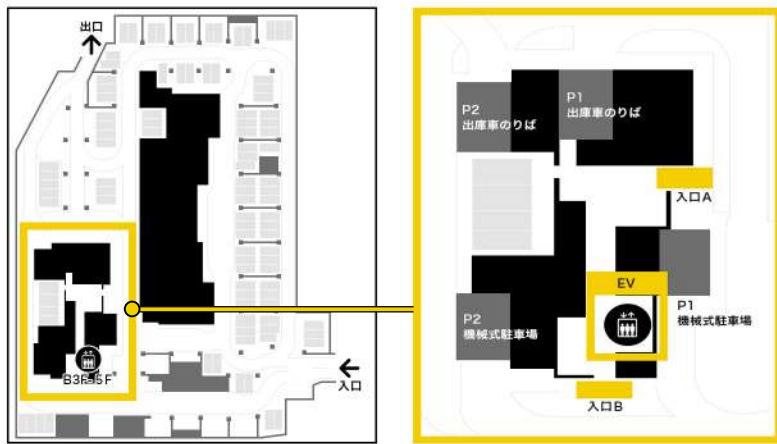 出口
B3F-5F
入口
P2
出庫車のりば
P1
出庫車のりば
入口A
EV
P1
機械式駐車場
P2
機械式駐車場
入口B